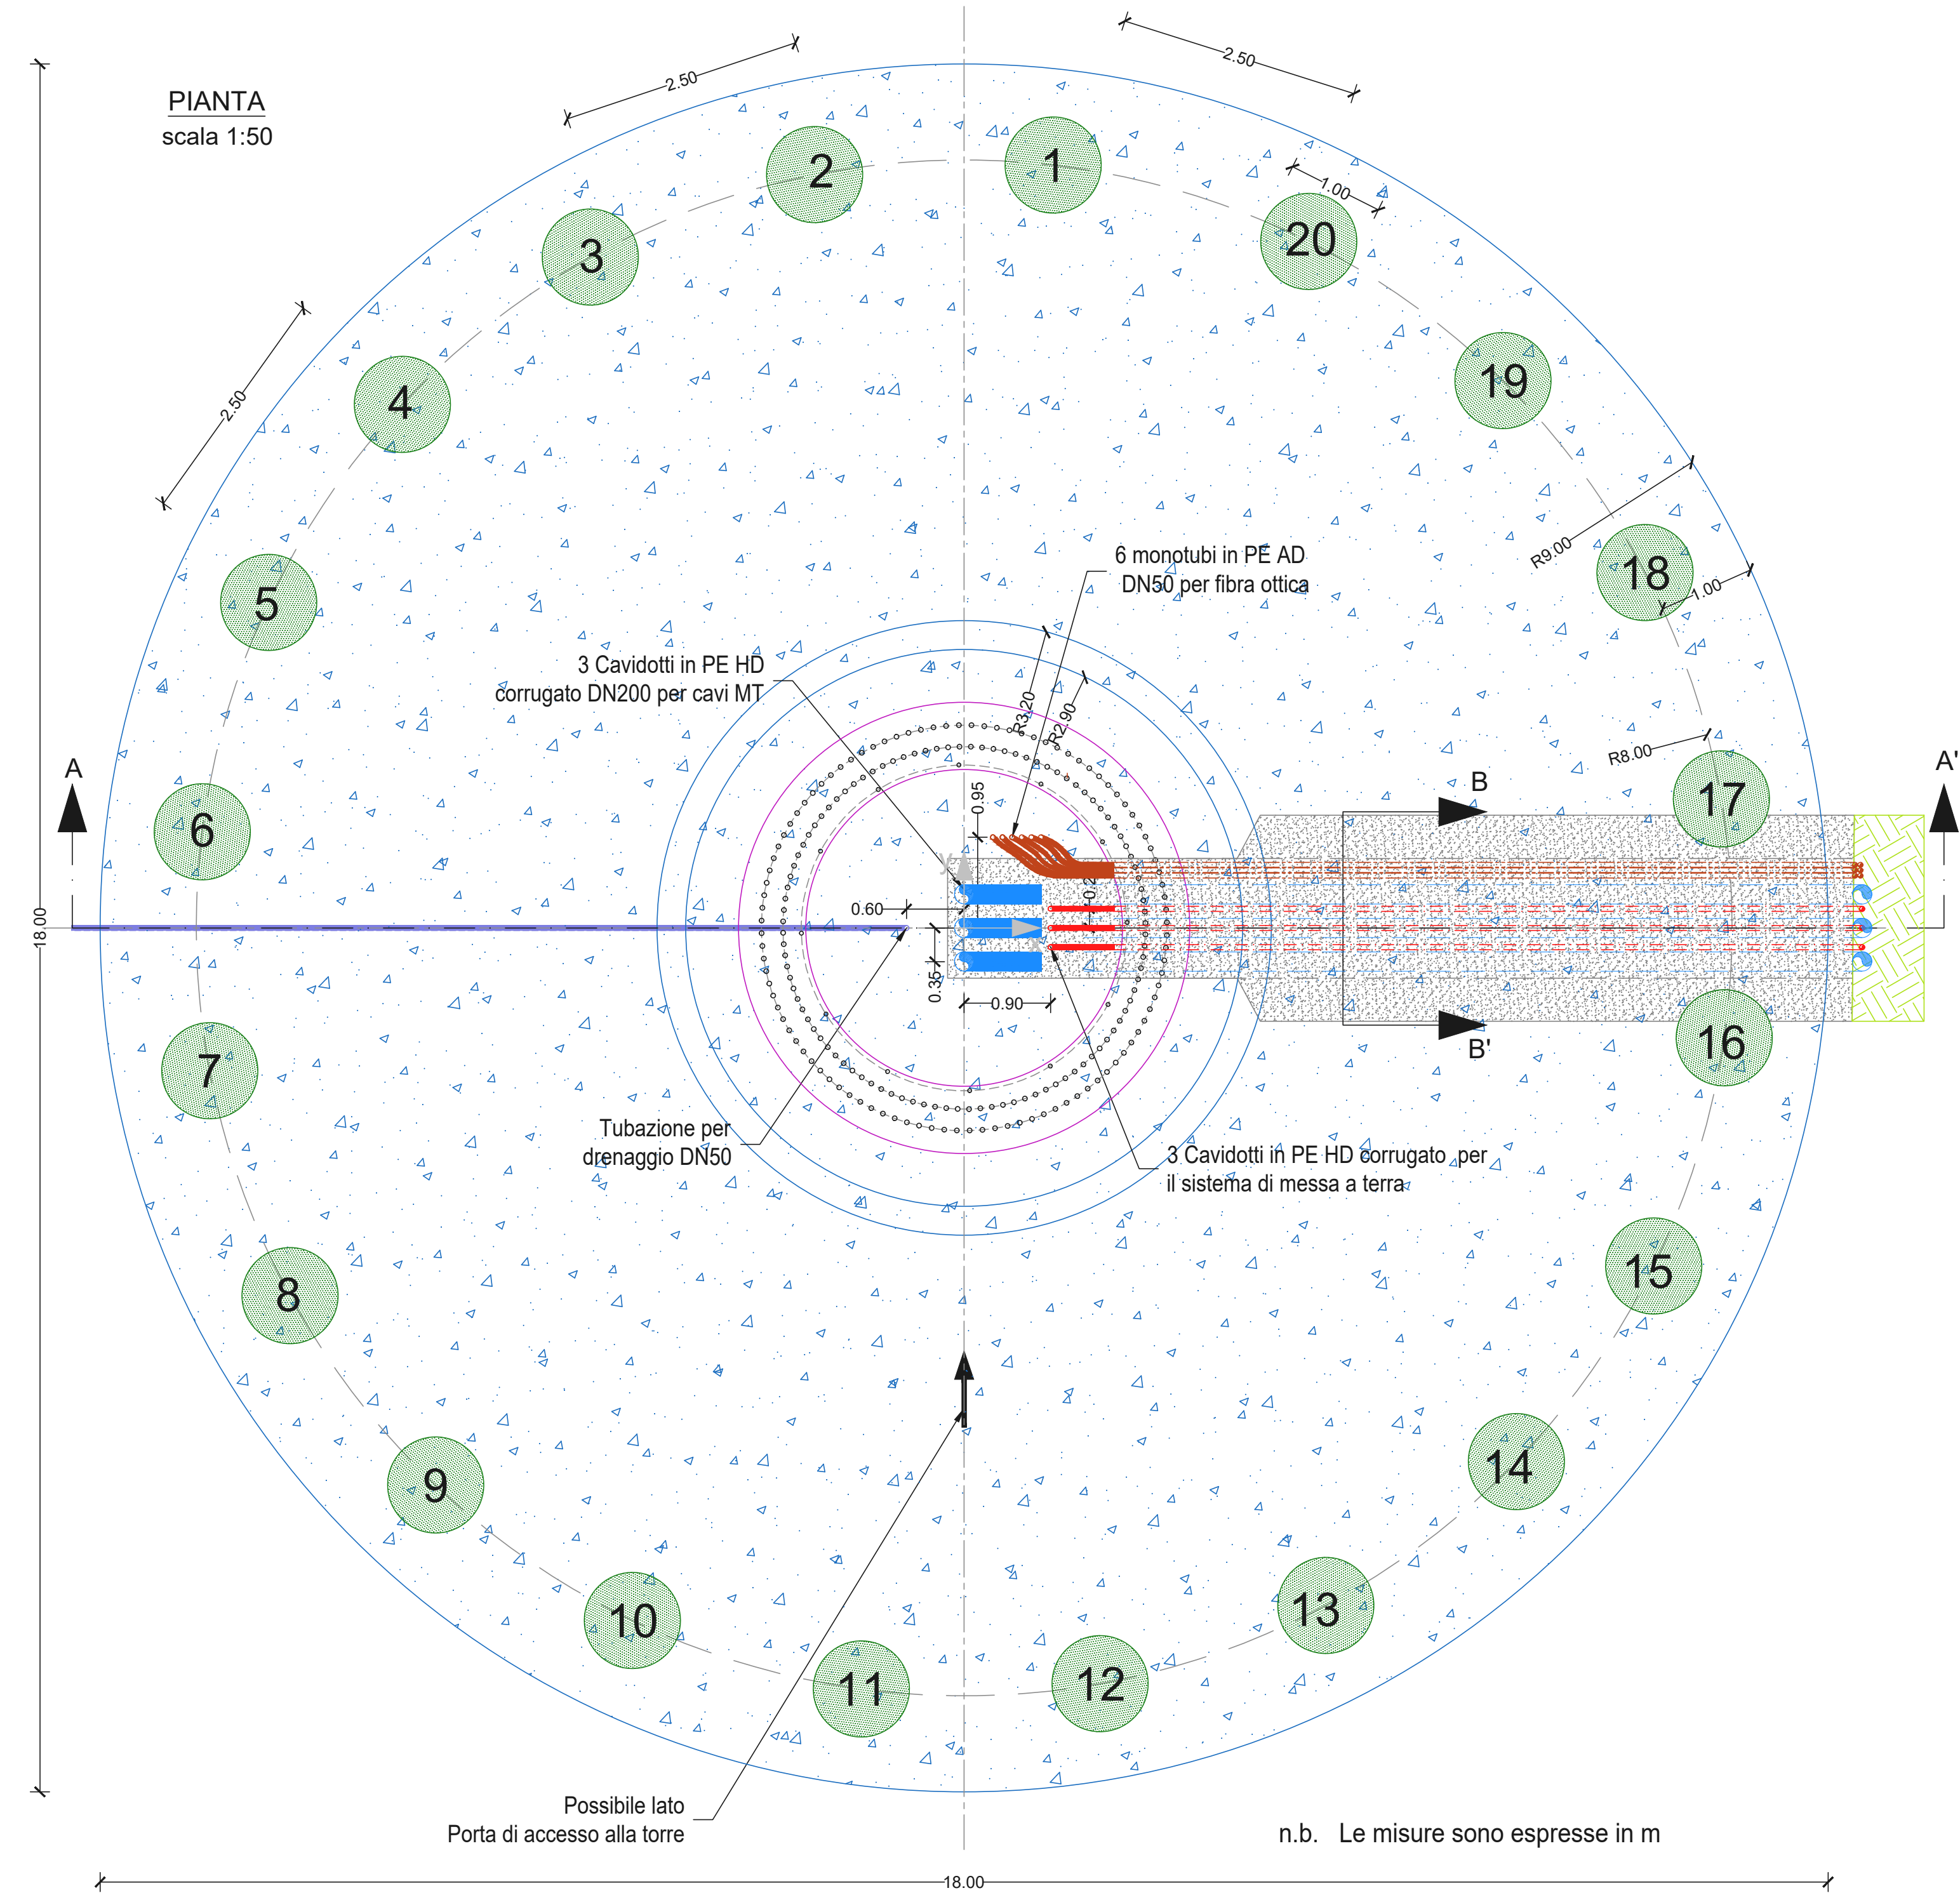 2.50
2.50
PIANTA
scala 1:50
2
1
1.00
3
20
2.50
4
19
R9.00
5
18
1.00
6 monotubi in PE AD
DN50 per fibra ottica
3 Cavidotti in PE HD
corrugato DN200 per cavi MT
R3.20
R2.90
R8.00
A
B
A'
6
17
0.95
y
0.60
18.00
0.35
0.90
B'
16
7
Tubazione per
drenaggio DN50
3 Cavidotti in PE HD corrugato per
il sistema di messa a terra
8
15
9
14
10
13
11
12
Possibile lato
Porta di accesso alla torre
n.b. Le misure sono espresse in m
18.00